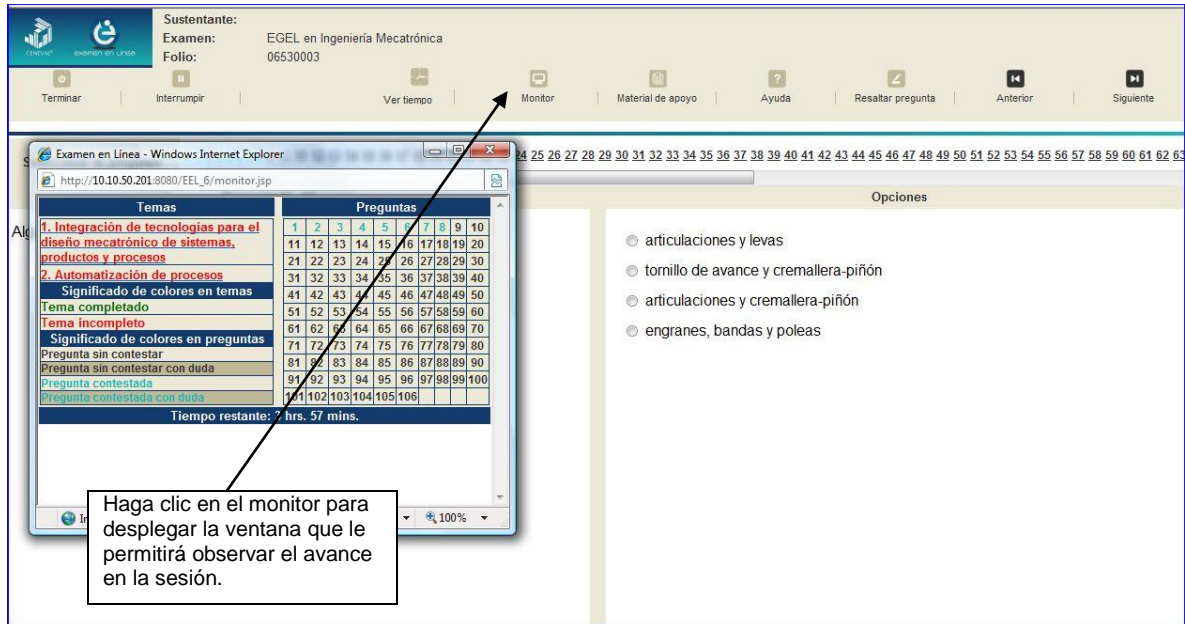 Sustentante:
Examen: EGEL en Ingeniería Mecatrónica
Folio: 06530003
CENEVAL
examen en línea
Terminar Interrumpir Ver tiempo Monitor Material de apoyo Ayuda Resaltar pregunta Anterior Siguiente
24 25 26 27 28 29 30 31 32 33 34 35 36 37 38 39 40 41 42 43 44 45 46 47 48 49 50 51 52 53 54 55 56 57 58 59 60 61 62 63
Examen en Línea - Windows Internet Explorer
http://10.10.50.201:8080/EEL_6/monitor.jsp
Temas
1. Integración de tecnologías para el
diseño mecatrónico de sistemas,
productos y procesos
2. Automatización de procesos
Significado de colores en temas
Tema completado
Tema incompleto
Significado de colores en preguntas
Pregunta sin contestar
Pregunta sin contestar con duda
Pregunta contestada
Pregunta contestada con duda
Preguntas
1 2 3 4 5 6 7 8 9 10
11 12 13 14 15 16 17 18 19 20
21 22 23 24 25 26 27 28 29 30
31 32 33 34 35 36 37 38 39 40
41 42 43 44 45 46 47 48 49 50
51 52 53 54 55 56 57 58 59 60
61 62 63 64 65 66 67 68 69 70
71 72 73 74 75 76 77 78 79 80
81 82 83 84 85 86 87 88 89 90
91 92 93 94 95 96 97 98 99 100
101 102 103 104 105 106
Tiempo restante: 3 hrs. 57 mins.
100%
Haga clic en el monitor para
desplegar la ventana que le
permitirá observar el avance
en la sesión.
Opciones
articulaciones y levas
tornillo de avance y cremallera-piñón
articulaciones y cremallera-piñón
engranes, bandas y poleas